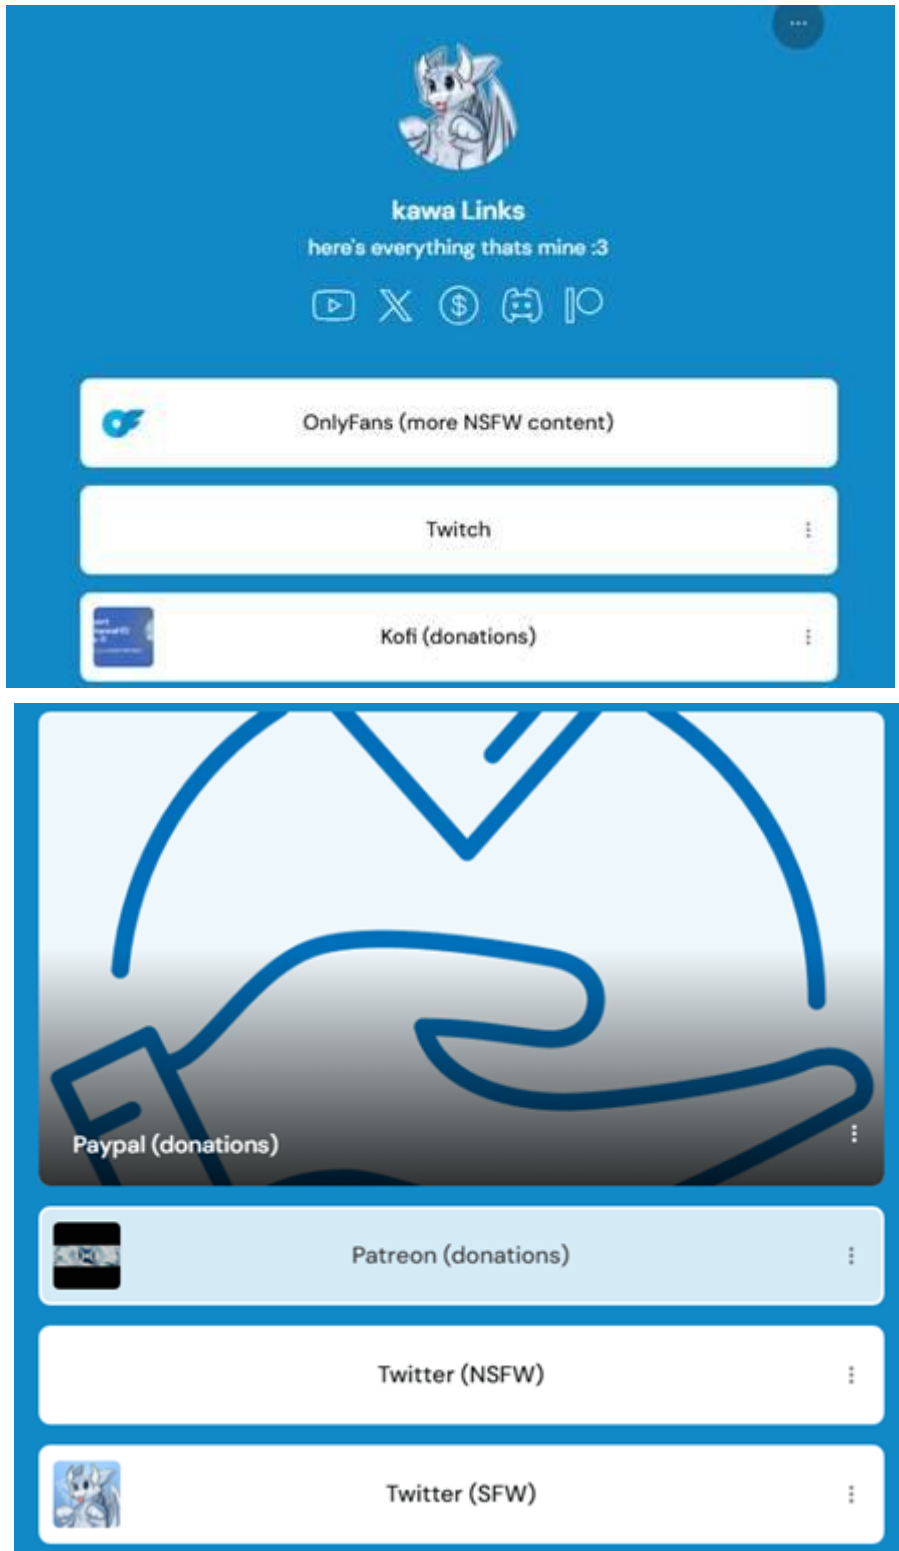 kawa Links
here's everything thats mine :3
OnlyFans (more NSFW content)
Twitch
Kofi (donations)
Paypal (donations)
Patreon (donations)
Twitter (NSFW)
Twitter (SFW)